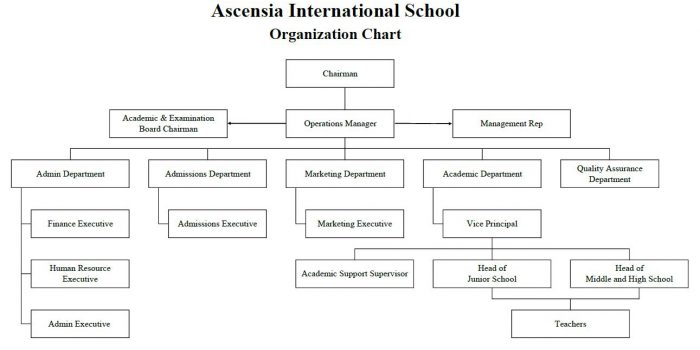 Ascensia International School
Organization Chart
Chairman
Academic & Examination
Board Chairman
Operations Manager
Management Rep
Admin Department
Admissions Department
Marketing Department
Academic Department
Quality Assurance
Department
Finance Executive
Admissions Executive
Marketing Executive
Vice Principal
Human Resource
Executive
Academic Support Supervisor
Head of
Junior School
Head of
Middle and High School
Admin Executive
Teachers